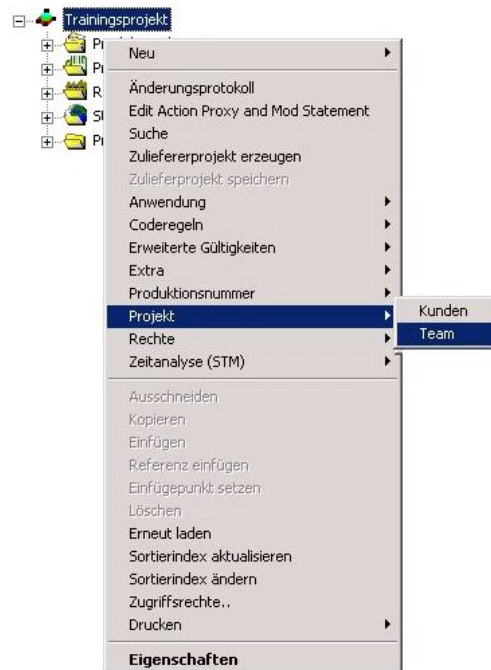 Trainingsprojekt
Neu
Änderungsprotokoll
Edit Action Proxy and Mod Statement
Suche
Zuliefererprojekt erzeugen
Zulieferprojekt speichern
Anwendung
Coderegeln
Erweiterte Gültigkeiten
Extra
Produktionsnummer
Projekt
Kunden
Rechte
Team
Zeitanalyse (STM)
Ausschneiden
Kopieren
Einfügen
Referenz einfügen
Einfügepunkt setzen
Löschen
Erneut laden
Sortierindex aktualisieren
Sortierindex ändern
Zugriffsrechte..
Drucken
Eigenschaften